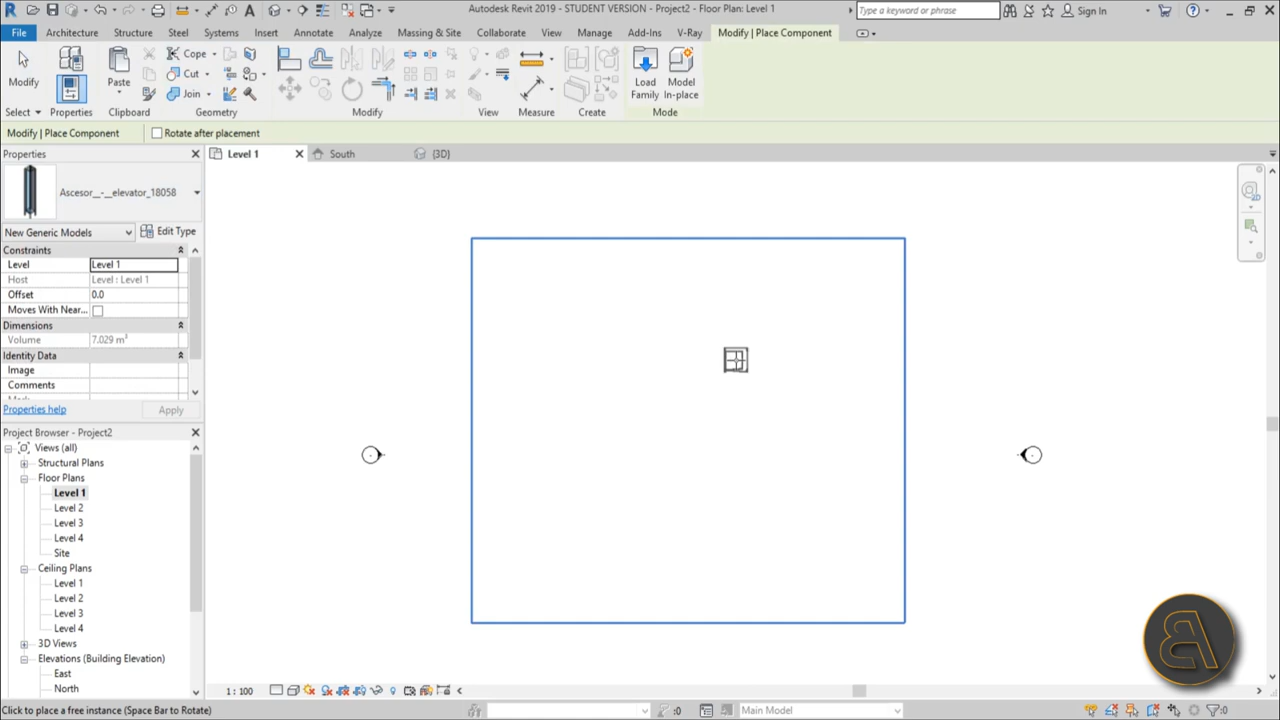 Autodesk Revit 2019 - STUDENT VERSION - Project2 - Floor Plan: Level 1
Type a keyword or phrase
Sign In
File Architecture Structure Steel Systems Insert Annotate Analyze Massing & Site Collaborate View Manage Add-Ins V-Ray Modify | Place Component
Modify
Paste
Cope
Cut
Join
Load Family
Model In-place
Select Properties Clipboard Geometry Modify View Measure Create Mode
Modify | Place Component Rotate after placement
Properties
Level 1 South {3D}
Ascesor__-__elevator_18058
New Generic Models Edit Type
Constraints
Level Level 1
Host Level : Level 1
Offset 0.0
Moves With Near...
Dimensions
Volume 7.029 m³
Identity Data
Image
Comments
Properties help Apply
Project Browser - Project2
Views (all)
Structural Plans
Floor Plans
Level 1
Level 2
Level 3
Level 4
Site
Ceiling Plans
Level 1
Level 2
Level 3
Level 4
3D Views
Elevations (Building Elevation)
East
North
1 : 100
Click to place a free instance (Space Bar to Rotate)
:0
Main Model
:0